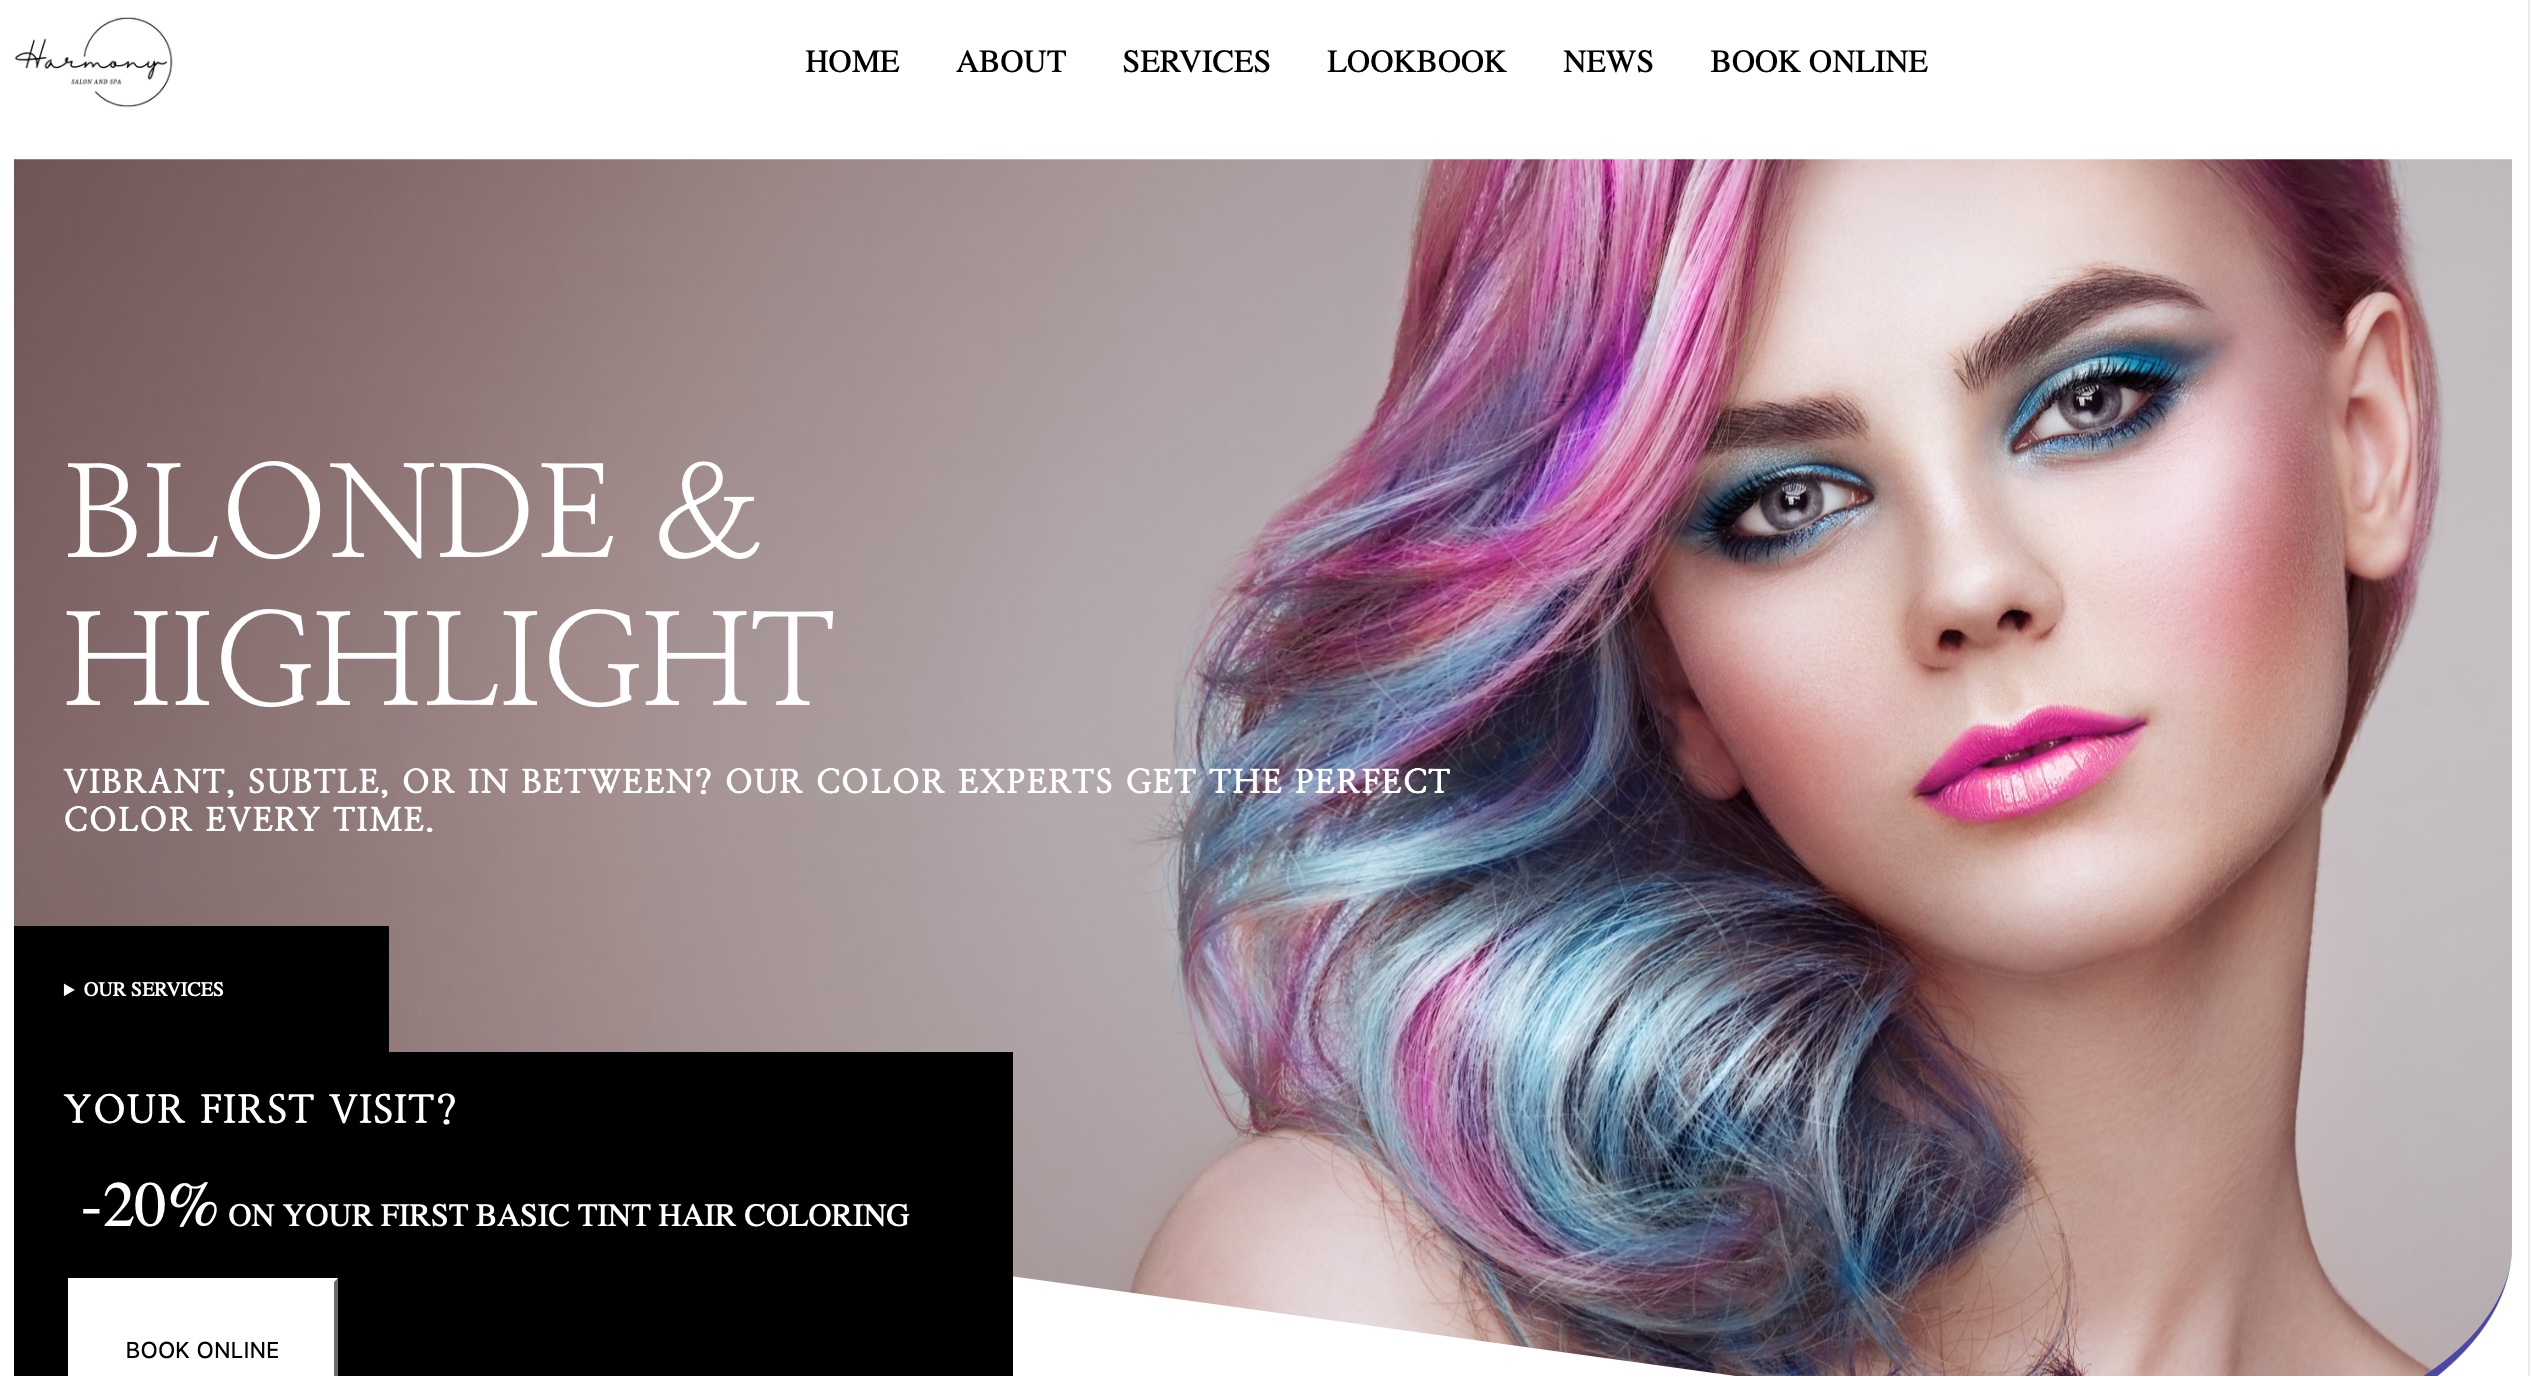 Harmony
SALON AND SPA
HOME ABOUT SERVICES LOOKBOOK NEWS BOOK ONLINE
BLONDE &
HIGHLIGHT
VIBRANT, SUBTLE, OR IN BETWEEN? OUR COLOR EXPERTS GET THE PERFECT
COLOR EVERY TIME.
OUR SERVICES
YOUR FIRST VISIT?
-20% ON YOUR FIRST BASIC TINT HAIR COLORING
BOOK ONLINE